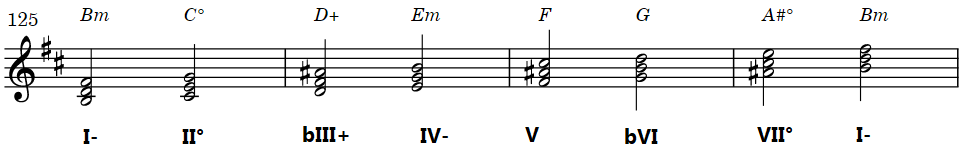 125 Bm C° D+ Em F G A#° Bm
I- II° bIII+ IV- V bVI VII° I-